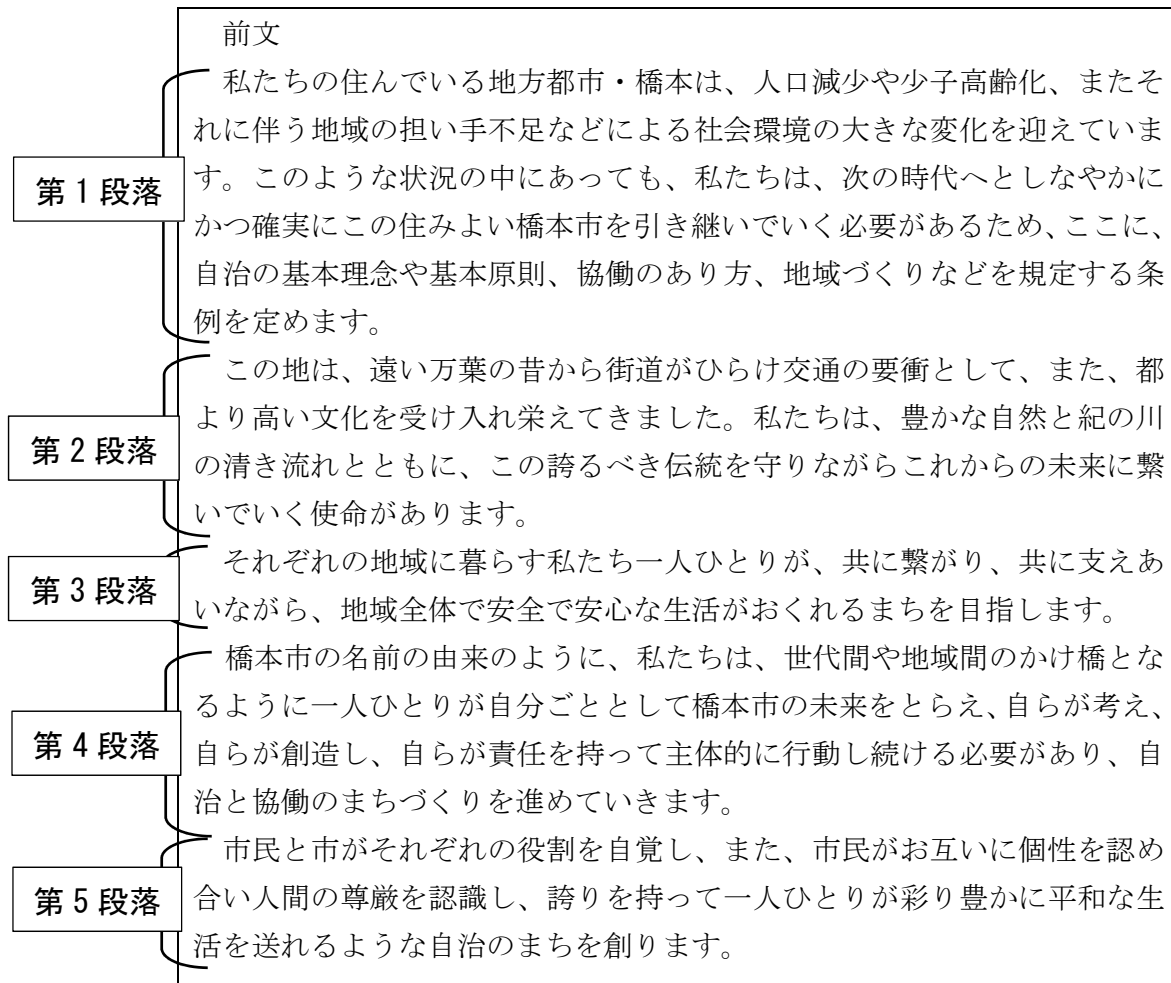 前文
第1段落
私たちの住んでいる地方都市・橋本は、人口減少や少子高齢化、またそ
れに伴う地域の担い手不足などによる社会環境の大きな変化を迎えていま
す。このような状況の中にあっても、私たちは、次の時代へとしなやかに
かつ確実にこの住みよい橋本市を引き継いでいく必要があるため、ここに、
自治の基本理念や基本原則、協働のあり方、地域づくりなどを規定する条
例を定めます。
第2段落
この地は、遠い万葉の昔から街道がひらけ交通の要衝として、また、都
より高い文化を受け入れ栄えてきました。私たちは、豊かな自然と紀の川
の清き流れとともに、この誇るべき伝統を守りながらこれからの未来に繋
いでいく使命があります。
第3段落
それぞれの地域に暮らす私たち一人ひとりが、共に繋がり、共に支えあ
いながら、地域全体で安全で安心な生活がおくれるまちを目指します。
第4段落
橋本市の名前の由来のように、私たちは、世代間や地域間のかけ橋とな
るように一人ひとりが自分ごととして橋本市の未来をとらえ、自らが考え、
自らが創造し、自らが責任を持って主体的に行動し続ける必要があり、自
治と協働のまちづくりを進めていきます。
第5段落
市民と市がそれぞれの役割を自覚し、また、市民がお互いに個性を認め
合い人間の尊厳を認識し、誇りを持って一人ひとりが彩り豊かに平和な生
活を送れるような自治のまちを創ります。